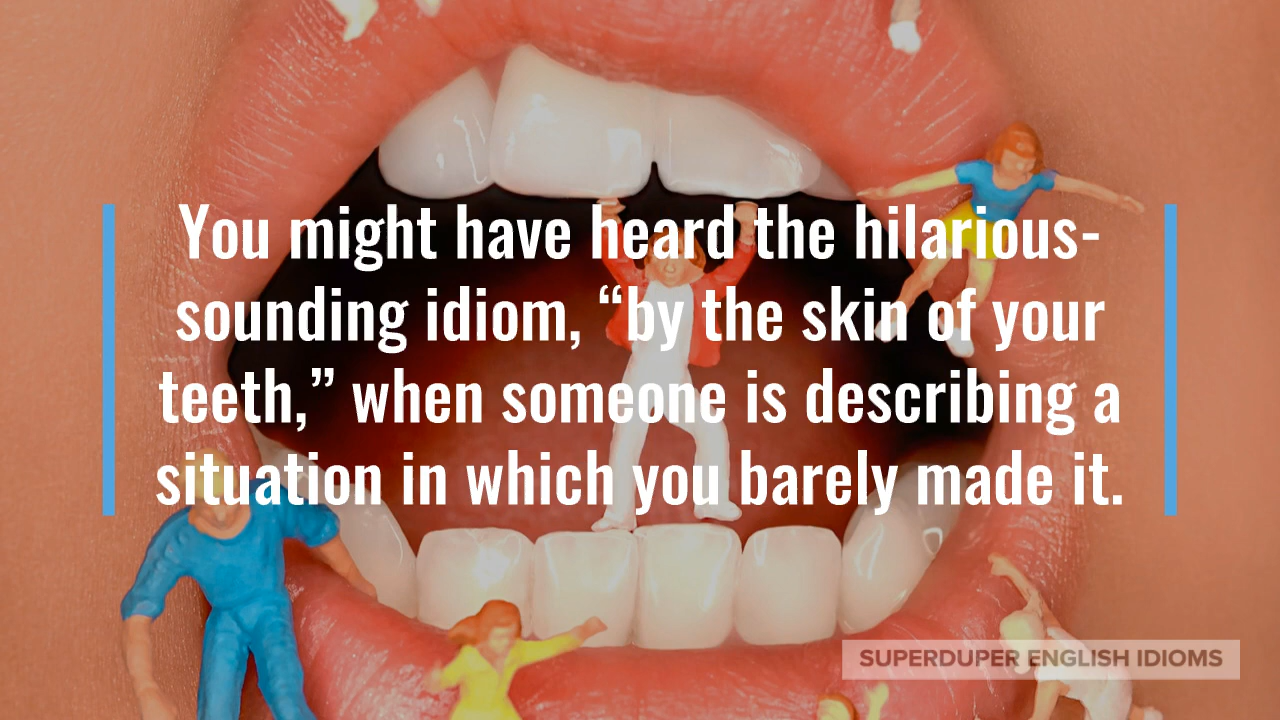 You might have heard the hilarious-
sounding idiom, “by the skin of your
teeth,” when someone is describing a
situation in which you barely made it.
SUPERDUPER ENGLISH IDIOMS